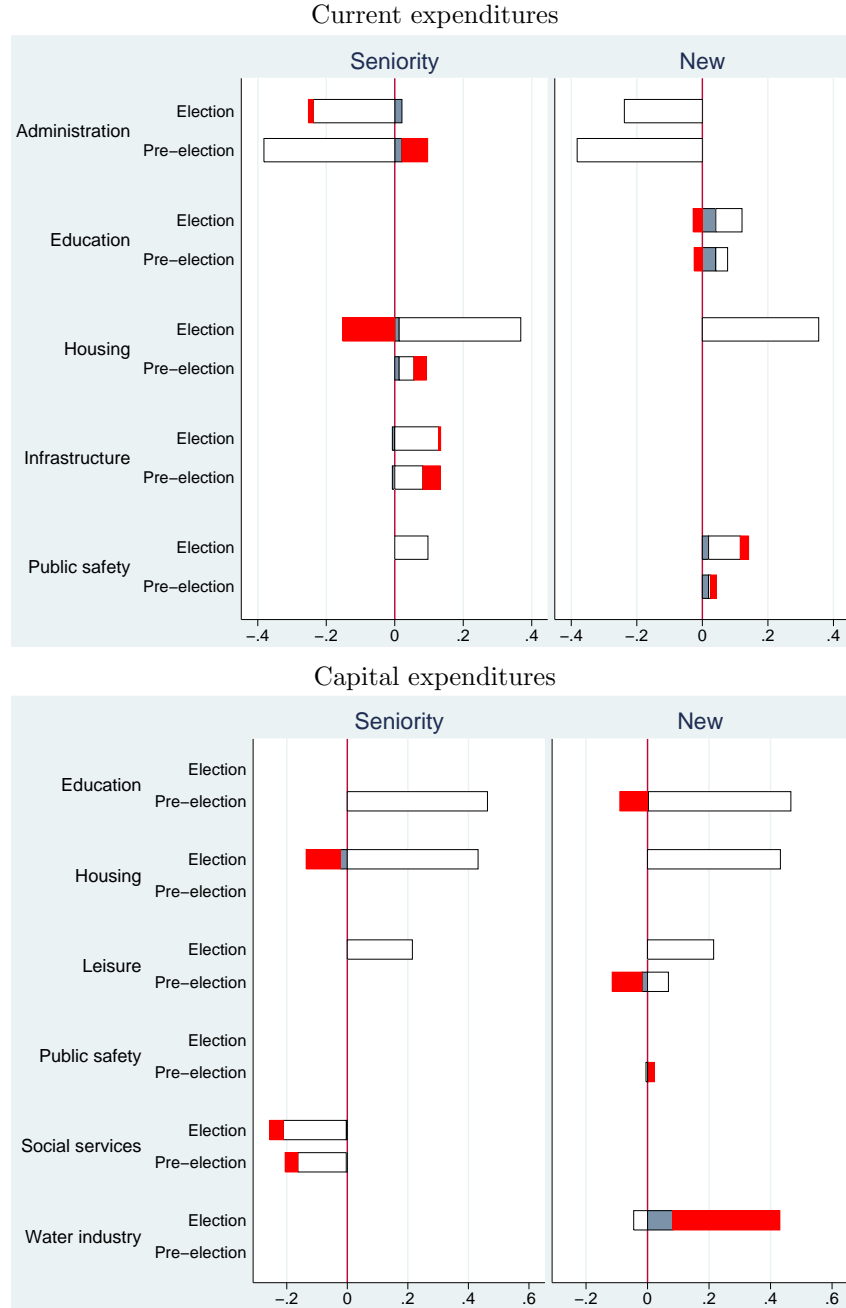 Current expenditures
Seniority New
Administration
Election
Pre−election
Education
Election
Pre−election
Housing
Election
Pre−election
Infrastructure
Election
Pre−election
Public safety
Election
Pre−election
−.4 −.2 0 .2 .4 −.4 −.2 0 .2 .4
Capital expenditures
Seniority New
Education
Election
Pre−election
Housing
Election
Pre−election
Leisure
Election
Pre−election
Public safety
Election
Pre−election
Social services
Election
Pre−election
Water industry
Election
Pre−election
−.2 0 .2 .4 .6 −.2 0 .2 .4 .6